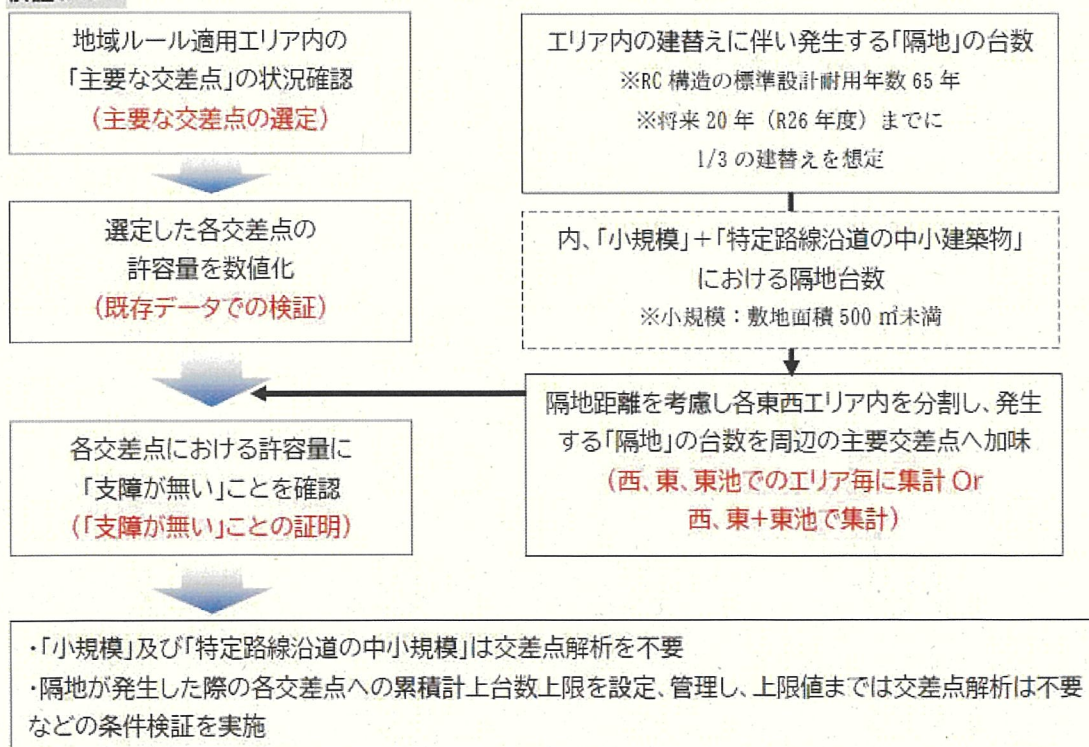 地域ルール適用エリア内の
「主要な交差点」の状況確認
（主要な交差点の選定）
選定した各交差点の
許容量を数値化
（既存データでの検証）
各交差点における許容量に
「支障が無い」ことを確認
（「支障が無い」ことの証明）
エリア内の建替えに伴い発生する「隔地」の台数
※RC 構造の標準設計耐用年数 65 年
※将来 20 年（R26 年度）までに
1/3 の建替えを想定
内、「小規模」＋「特定路線沿道の中小建築物」
における隔地台数
※小規模：敷地面積 500 ㎡未満
隔地距離を考慮し各東西エリア内を分割し、発生
する「隔地」の台数を周辺の主要交差点へ加味
（西、東、東池でのエリア毎に集計 Or
西、東＋東池で集計）
・「小規模」及び「特定路線沿道の中小規模」は交差点解析を不要
・隔地が発生した際の各交差点への累積計上台数上限を設定、管理し、上限値までは交差点解析は不要
などの条件検証を実施